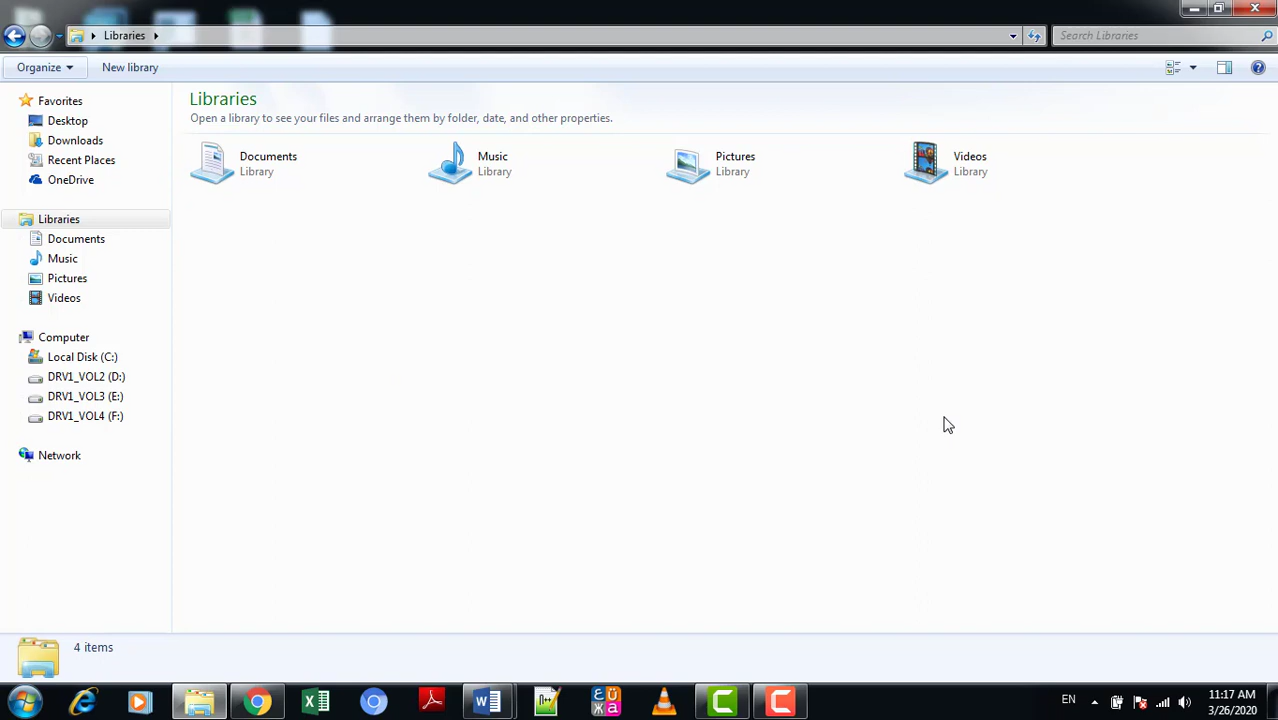 Libraries
Search Libraries
Organize
New library
Favorites
Desktop
Downloads
Recent Places
OneDrive
Libraries
Documents
Music
Pictures
Videos
Computer
Local Disk (C:)
DRV1_VOL2 (D:)
DRV1_VOL3 (E:)
DRV1_VOL4 (F:)
Network
Libraries
Open a library to see your files and arrange them by folder, date, and other properties.
Documents
Library
Music
Library
Pictures
Library
Videos
Library
4 items
EN
11:17 AM
3/26/2020